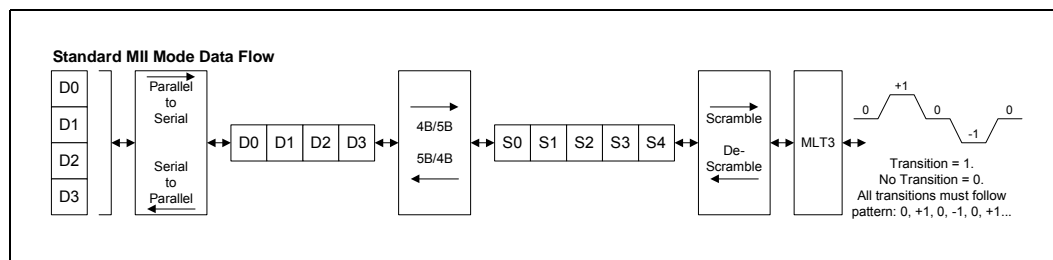 Standard MII Mode Data Flow
D0
D1
D2
D3
Parallel
to
Serial
Serial
to
Parallel
D0 D1 D2 D3
4B/5B
5B/4B
S0 S1 S2 S3 S4
Scramble
De-
Scramble
MLT3
0 +1 0 -1 0
Transition = 1.
No Transition = 0.
All transitions must follow
pattern: 0, +1, 0, -1, 0, +1...